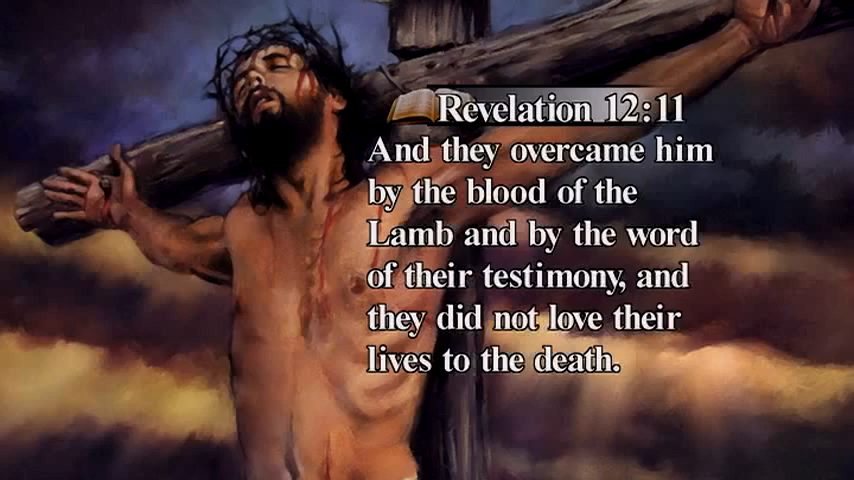 Revelation 12:11
And they overcame him
by the blood of the
Lamb and by the word
of their testimony, and
they did not love their
lives to the death.